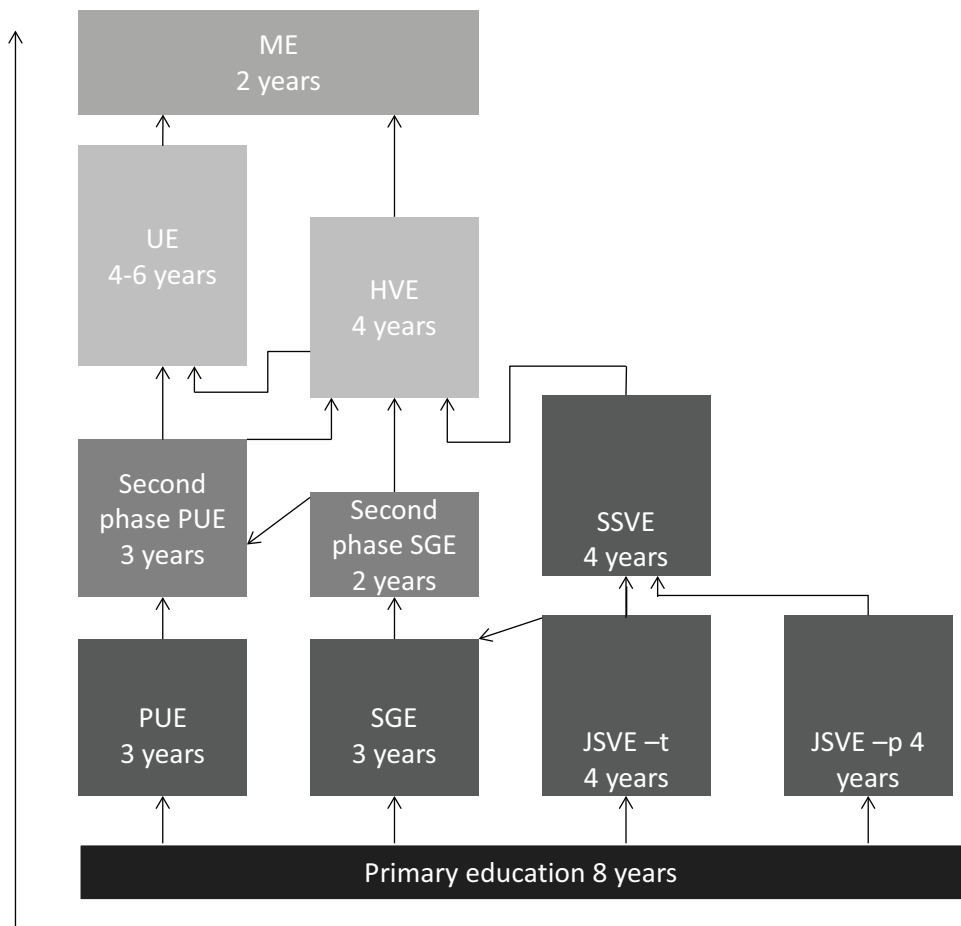 ME
2 years
UE
4-6 years
HVE
4 years
Second
phase PUE
3 years
Second
phase SGE
2 years
SSVE
4 years
PUE
3 years
SGE
3 years
JSVE –t
4 years
JSVE –p 4
years
Primary education 8 years